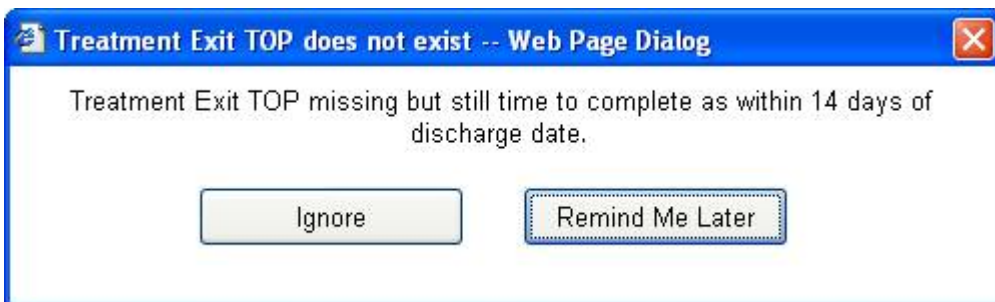 Treatment Exit TOP does not exist -- Web Page Dialog
Treatment Exit TOP missing but still time to complete as within 14 days of
discharge date.
Ignore
Remind Me Later